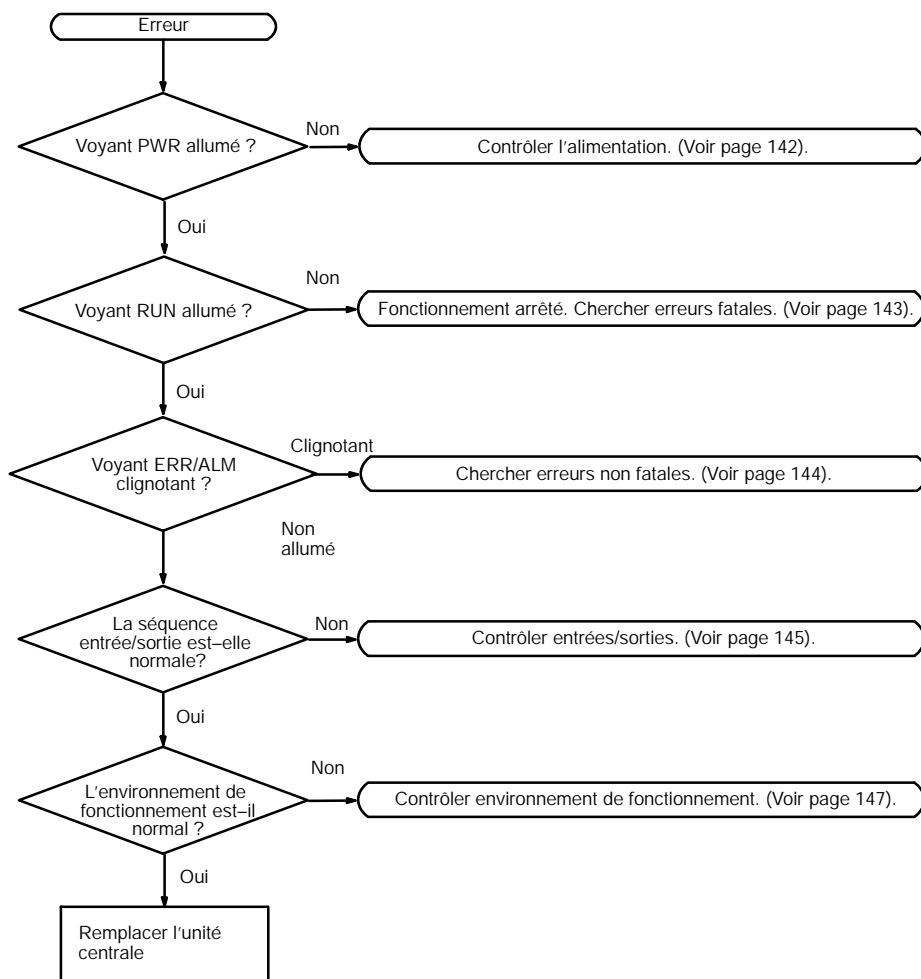 Erreur
Voyant PWR allumé ?
Non
Contrôler l'alimentation. (Voir page 142).
Oui
Voyant RUN allumé ?
Non
Fonctionnement arrêté. Chercher erreurs fatales. (Voir page 143).
Oui
Voyant ERR/ALM
clignotant ?
Clignotant
Chercher erreurs non fatales. (Voir page 144).
Non
allumé
La séquence
entrée/sortie est–elle
normale?
Non
Contrôler entrées/sorties. (Voir page 145).
Oui
L'environnement de
fonctionnement est–il
normal ?
Non
Contrôler environnement de fonctionnement. (Voir page 147).
Oui
Remplacer l'unité
centrale